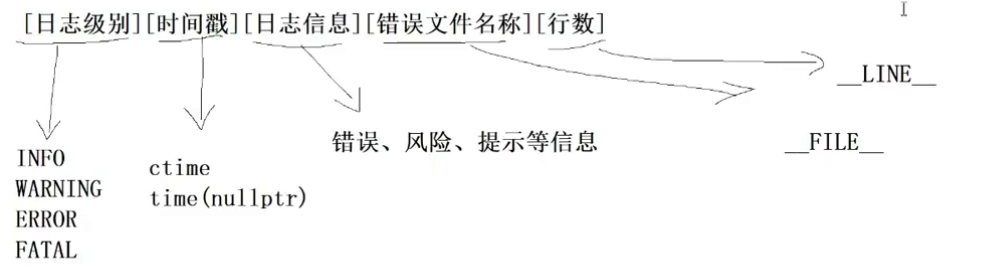 [日志级别][时间戳][日志信息][错误文件名称][行数]
__LINE__
错误、风险、提示等信息
__FILE__
INFO
WARNING
ERROR
FATAL
ctime
time(nullptr)